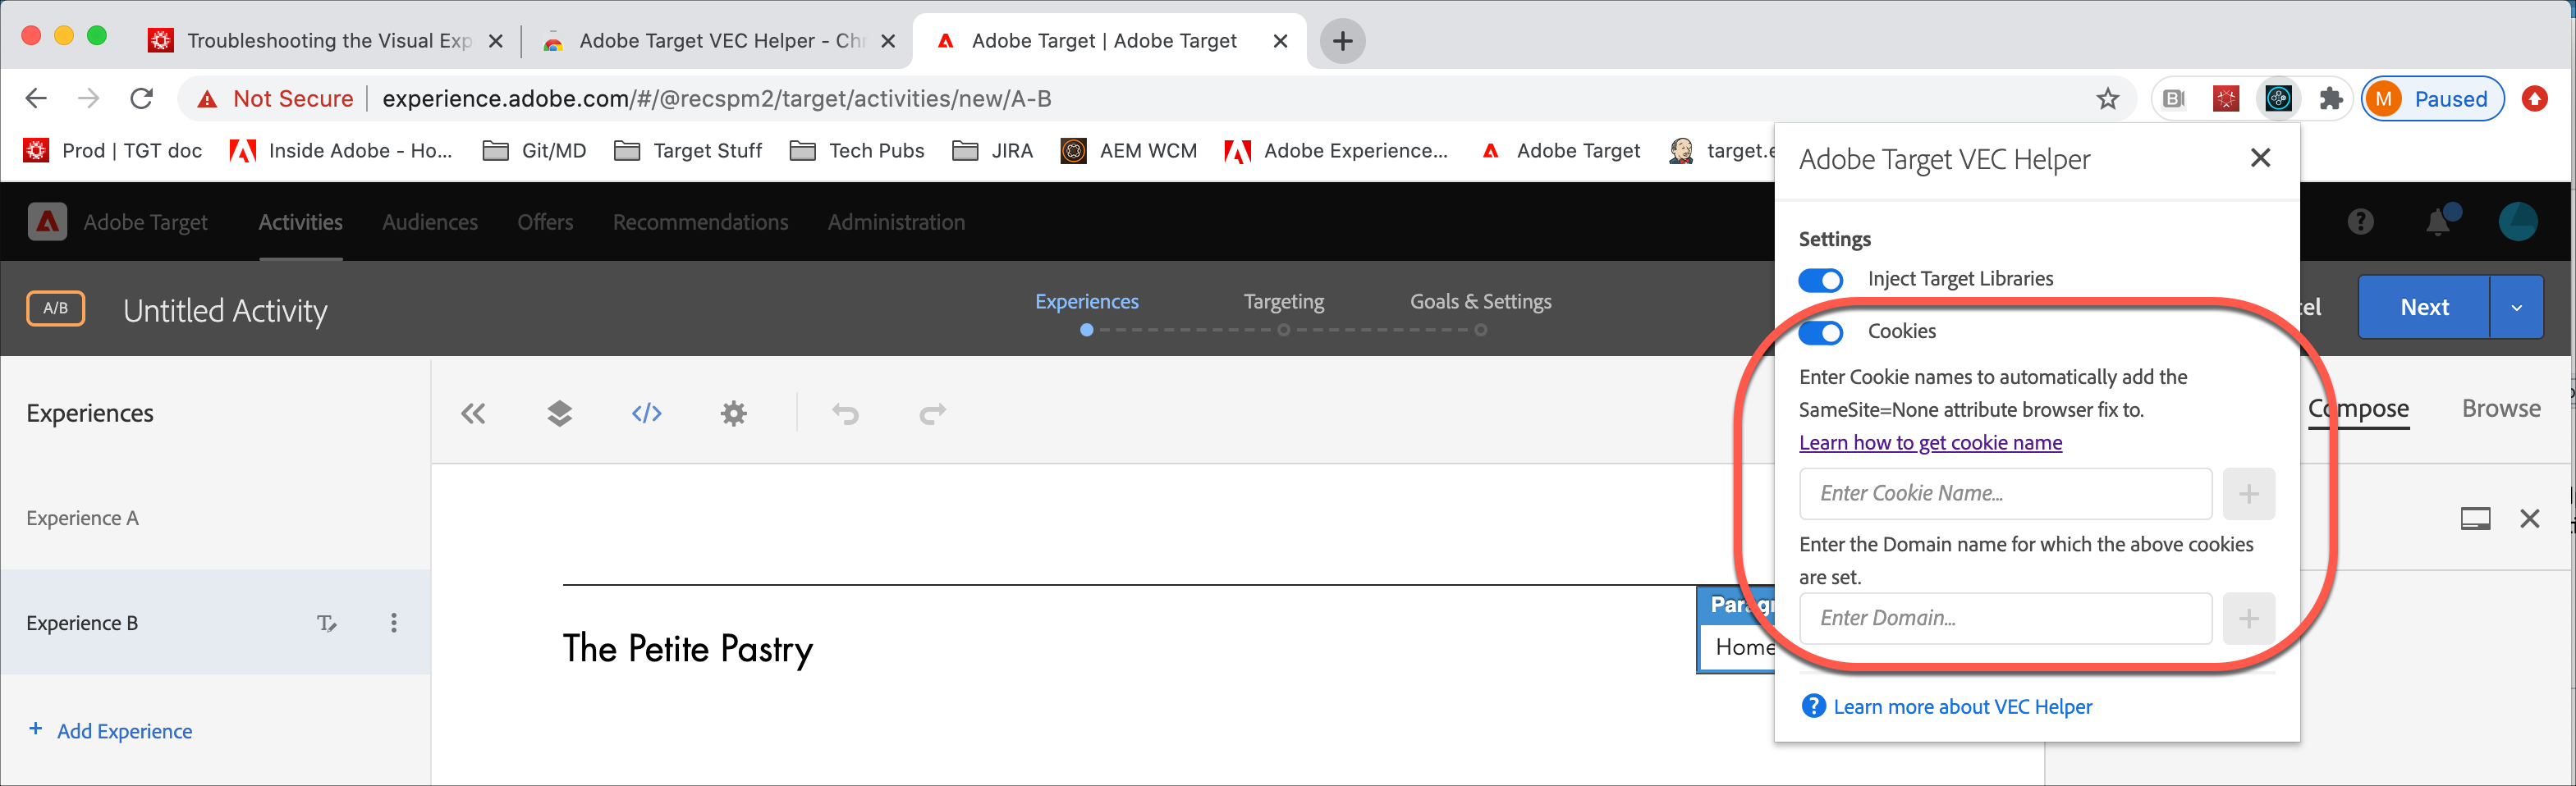 Troubleshooting the Visual Exp
Adobe Target VEC Helper - Chr
Adobe Target | Adobe Target
Not Secure
experience.adobe.com/#/@recspm2/target/activities/new/A-B
M
Paused
Prod | TGT doc
Inside Adobe - Ho...
Git/MD
Target Stuff
Tech Pubs
JIRA
AEM WCM
Adobe Experience...
Adobe Target
target.e
Adobe Target
Activities
Audiences
Offers
Recommendations
Administration
A/B
Untitled Activity
Experiences
Targeting
Goals & Settings
Next
Experiences
Compose
Browse
Experience A
Experience B
+ Add Experience
The Petite Pastry
Paragr
Home
Adobe Target VEC Helper
Settings
Inject Target Libraries
Cookies
Enter Cookie names to automatically add the
SameSite=None attribute browser fix to.
Learn how to get cookie name
Enter Cookie Name...
Enter the Domain name for which the above cookies
are set.
Enter Domain...
Learn more about VEC Helper